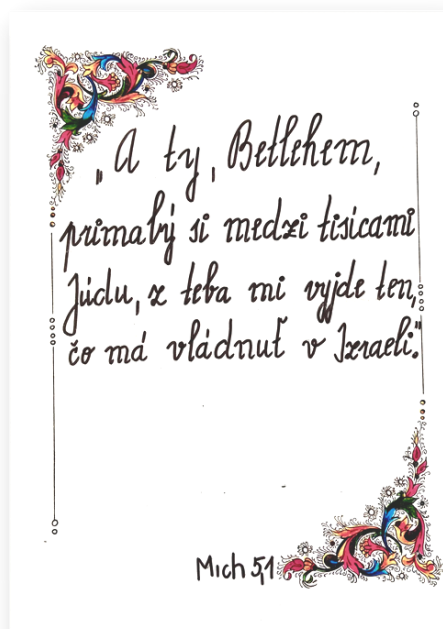 „A ty, Betlehem,
primalý si medzi tisícami
Júdu, z teba mi vyjde ten,
čo má vládnuť v Izraeli.“
Mich 5,1